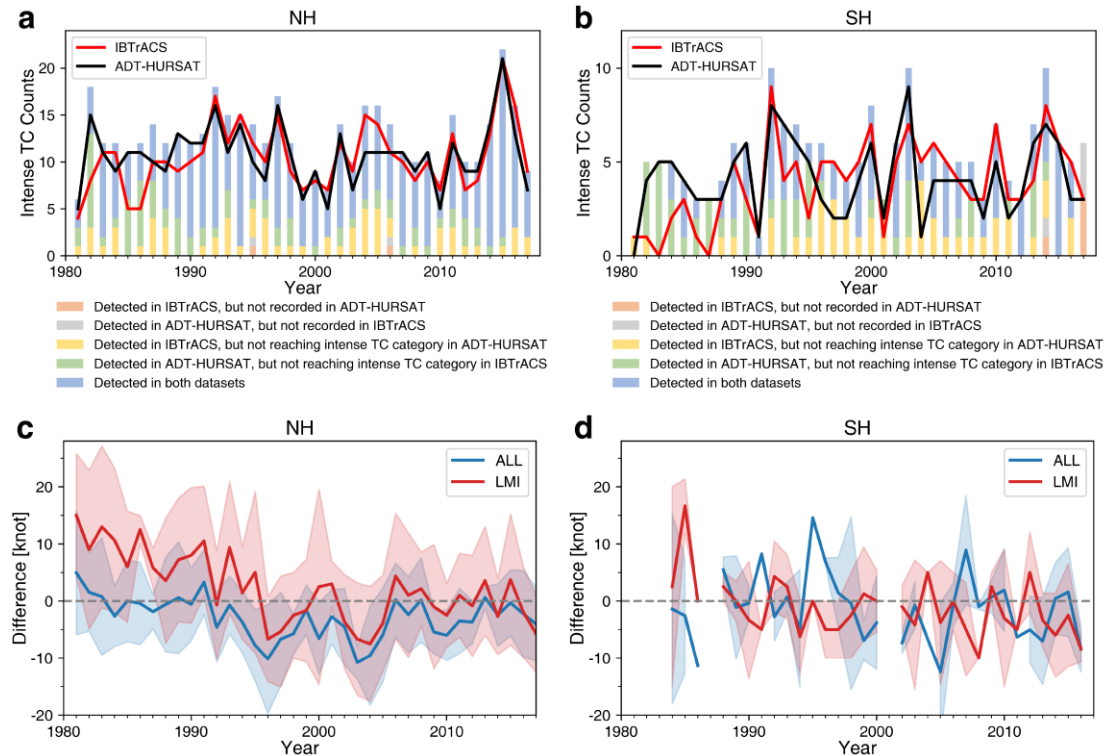 a
NH
IBTrACS
ADT-HURSAT
Intense TC Counts
20
15
10
5
0
1980
1990
2000
2010
Year
Detected in IBTrACS, but not recorded in ADT-HURSAT
Detected in ADT-HURSAT, but not recorded in IBTrACS
Detected in IBTrACS, but not reaching intense TC category in ADT-HURSAT
Detected in ADT-HURSAT, but not reaching intense TC category in IBTrACS
Detected in both datasets
b
SH
IBTrACS
ADT-HURSAT
Intense TC Counts
10
5
0
1980
1990
2000
2010
Year
Detected in IBTrACS, but not recorded in ADT-HURSAT
Detected in ADT-HURSAT, but not recorded in IBTrACS
Detected in IBTrACS, but not reaching intense TC category in ADT-HURSAT
Detected in ADT-HURSAT, but not reaching intense TC category in IBTrACS
Detected in both datasets
c
NH
ALL
LMI
Difference [knot]
20
10
0
-10
-20
1980
1990
2000
2010
Year
d
SH
ALL
LMI
Difference [knot]
20
10
0
-10
-20
1980
1990
2000
2010
Year